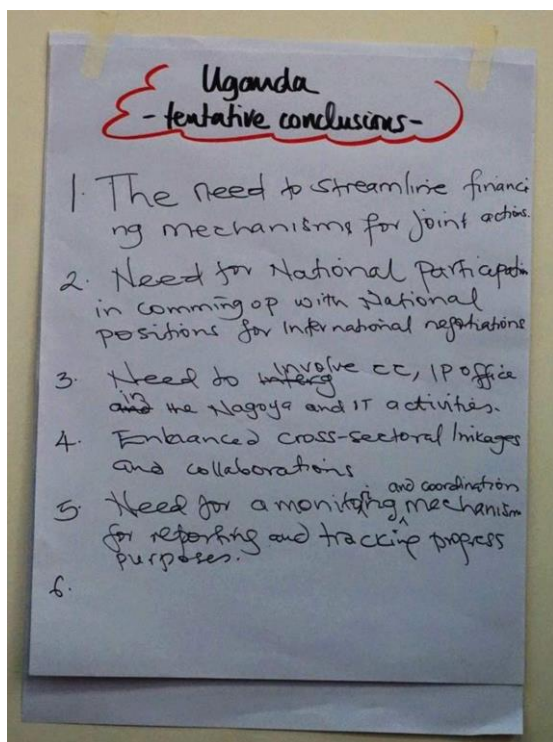 Uganda
- tentative conclusions -
1. The need to streamline financi
ng mechanisms for joint actions.
2. Need for National Participation
in comming op with National
positions for International negotiations
3. Need to involve CC, IP office
in the Nagoya and IT activities.
4. Enhanced cross-sectoral linkages
and collaborations
5. Need for a monitoring and coordination mechanism
for reporting and tracking progress
purposes.
6.